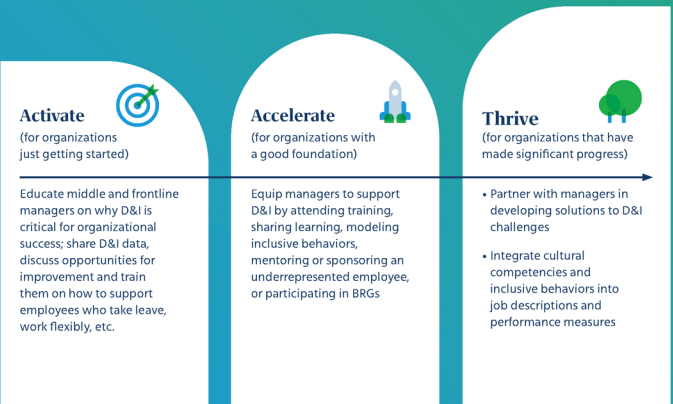 Activate
(for organizations
just getting started)
Educate middle and frontline
managers on why D&I is
critical for organizational
success; share D&I data,
discuss opportunities for
improvement and train
them on how to support
employees who take leave,
work flexibly, etc.
Accelerate
(for organizations with
a good foundation)
Equip managers to support
D&I by attending training,
sharing learning, modeling
inclusive behaviors,
mentoring or sponsoring an
underrepresented employee,
or participating in BRGs
Thrive
(for organizations that have
made significant progress)
• Partner with managers in
developing solutions to D&I
challenges
• Integrate cultural
competencies and
inclusive behaviors into
job descriptions and
performance measures